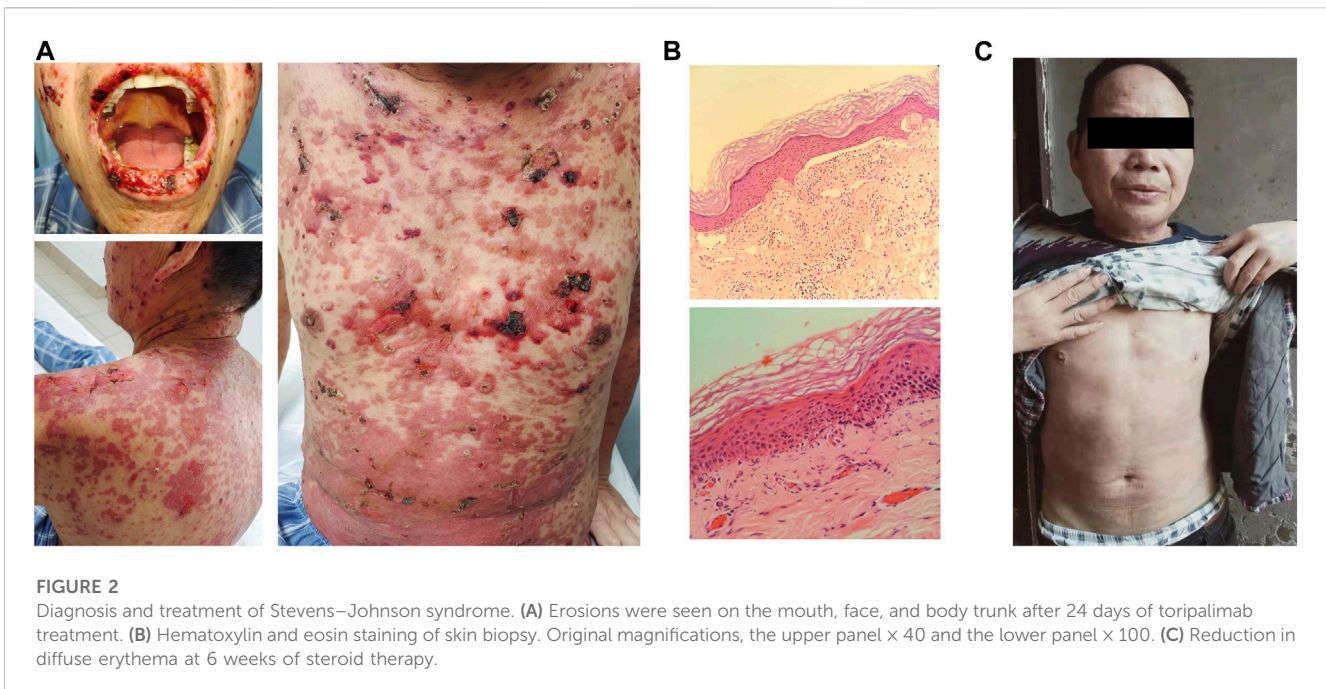 A
B
C
FIGURE 2
Diagnosis and treatment of Stevens–Johnson syndrome. (A) Erosions were seen on the mouth, face, and body trunk after 24 days of toripalimab
treatment. (B) Hematoxylin and eosin staining of skin biopsy. Original magnifications, the upper panel × 40 and the lower panel × 100. (C) Reduction in
diffuse erythema at 6 weeks of steroid therapy.